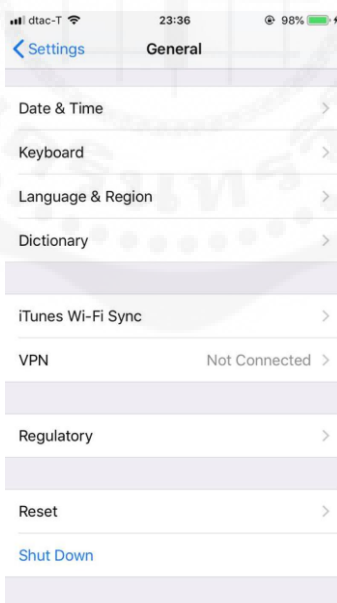 dtac-T 23:36 98%
Settings General
Date & Time
Keyboard
Language & Region
Dictionary
iTunes Wi-Fi Sync
VPN Not Connected
Regulatory
Reset
Shut Down